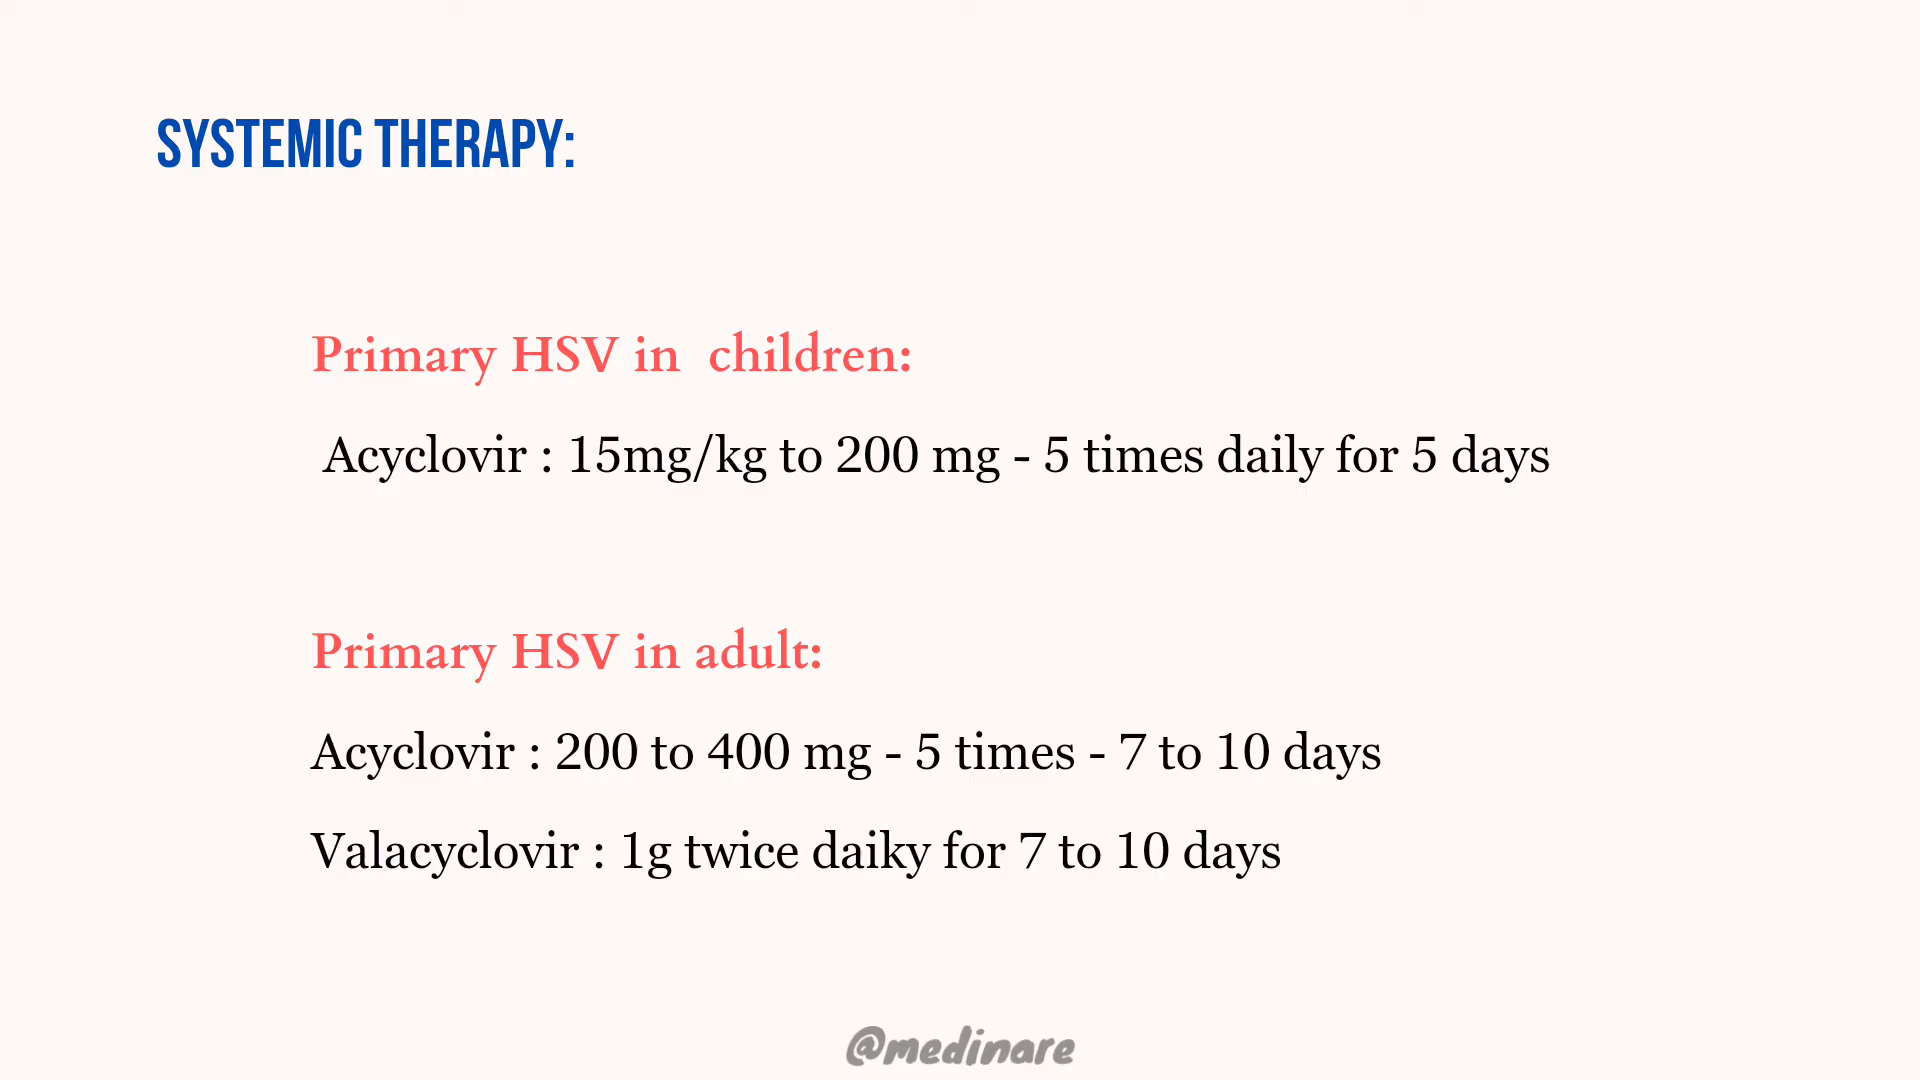 SYSTEMIC THERAPY:
Primary HSV in children:
Acyclovir : 15mg/kg to 200 mg - 5 times daily for 5 days
Primary HSV in adult:
Acyclovir : 200 to 400 mg - 5 times - 7 to 10 days
Valacyclovir : 1g twice daiky for 7 to 10 days
@medinare